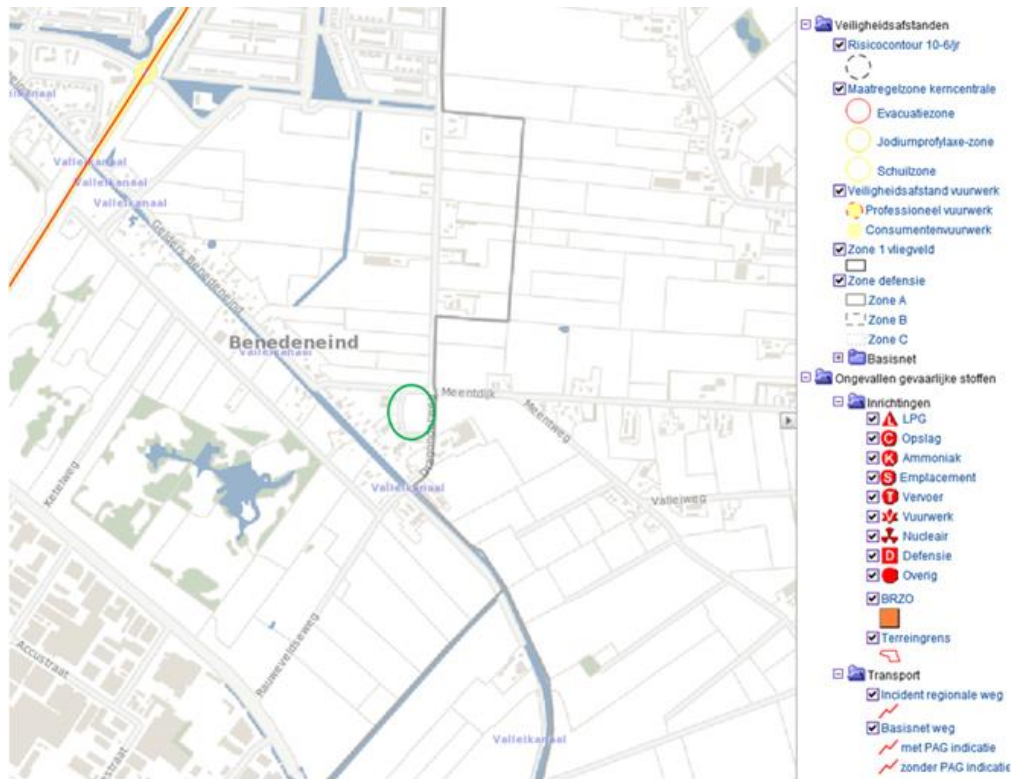 Valleikanaal
Valleikanaal
Valleikanaal
Gelders Benedeneind
Benedeneind
Valleikanaal
Meentdijk
Meentweg
Valleikanaal
Valleiweg
Ketelweg
Rauweveldseweg
Accustraat
Valleikanaal
Veiligheidsafstanden
Risicocontour 10-6/jr
Maatregelzone kerncentrale
Evacuatiezone
Jodiumprofylaxe-zone
Schuilzone
Veiligheidsafstand vuurwerk
Professioneel vuurwerk
Consumentenvuurwerk
Zone 1 vliegveld
Zone defensie
Zone A
Zone B
Zone C
Basisnet
Ongevallen gevaarlijke stoffen
Inrichtingen
L LPG
C Opslag
K Ammoniak
S Emplacement
T Vervoer
Vuurwerk
Nucleair
D Defensie
Overig
BRZO
Terreingrens
Transport
Incident regionale weg
Basisnet weg
met PAG indicatie
zonder PAG indicatie